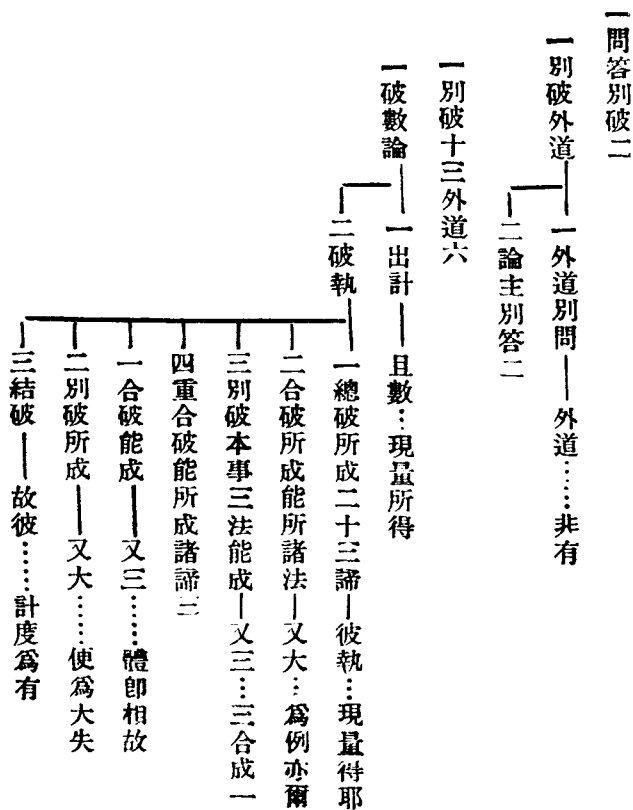 一問答別破二
一別破外道
一外道別問——外道……非有
二論主別答二
一別破十三外道六
一破數論
一出計——且數…現量所得
二破執
一總破所成二十三諦—彼執…現量得耶
二合破所成能所諸法—又大…為例亦爾
三別破本事三法能成—又三…三合成一
四重合破能所成諸諦三
一合破能成——又三……體即相故
二別破所成——又大……便為大失
三結破——故彼……計度為有